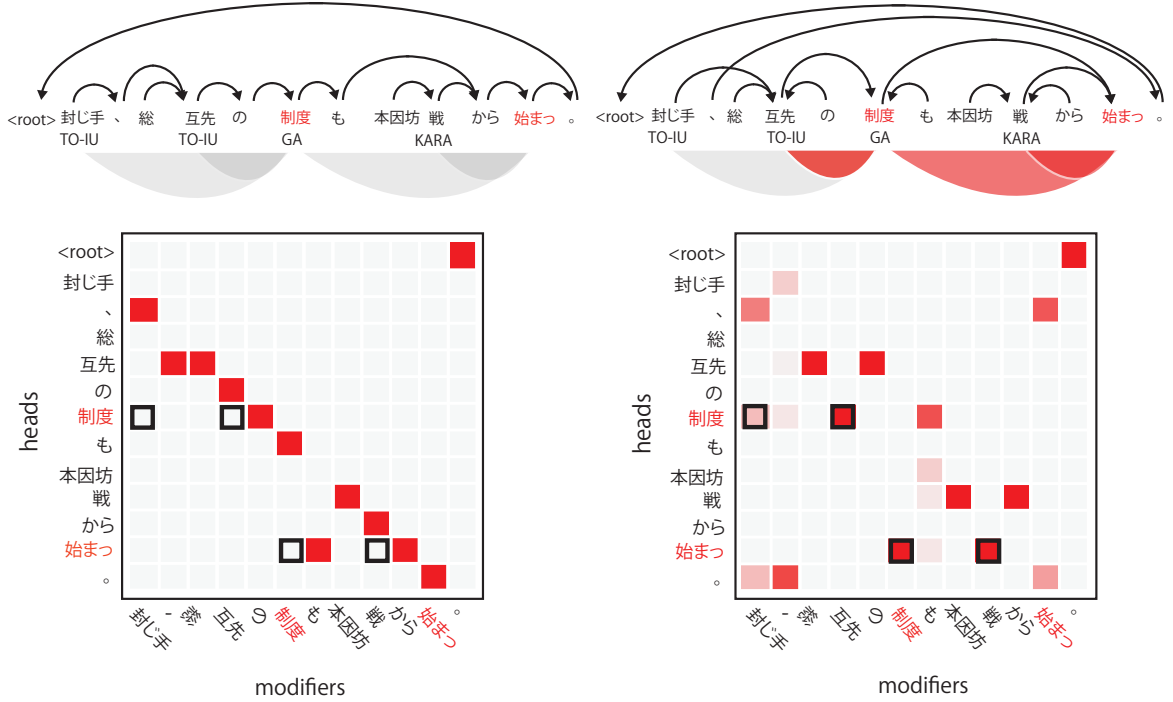 <root> 封じ手 、 総 互先 の 制度 も 本因坊 戦 から 始まっ 。
TO-IU TO-IU GA KARA
<root> 封じ手 、 総 互先 の 制度 も 本因坊 戦 から 始まっ 。
TO-IU TO-IU GA KARA
heads
<root>
封じ手
、
総
互先
の
制度
も
本因坊
戦
から
始まっ
。
封じ手 、 総 互先 の 制度 も 本因坊 戦 から 始まっ 。
modifiers
heads
<root>
封じ手
、
総
互先
の
制度
も
本因坊
戦
から
始まっ
。
封じ手 、 総 互先 の 制度 も 本因坊 戦 から 始まっ 。
modifiers